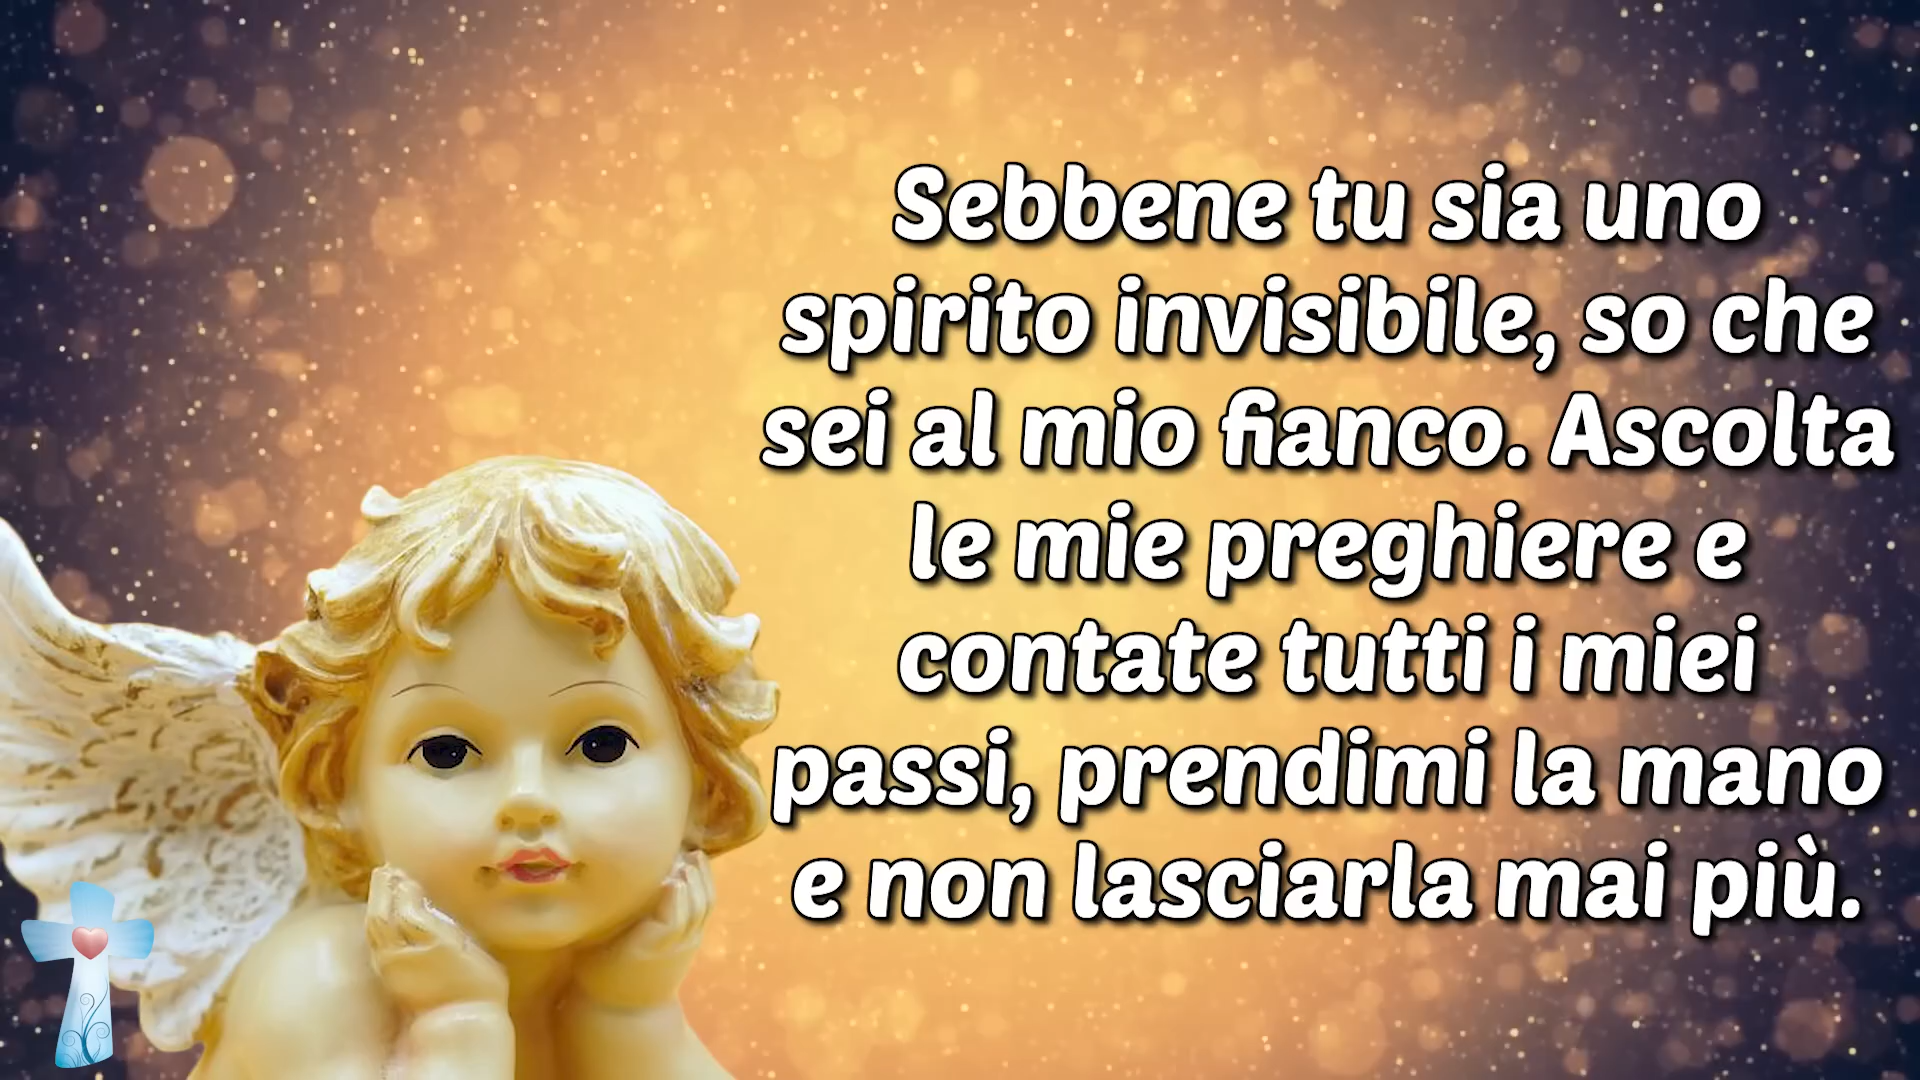 Sebbene tu sia uno
spirito invisibile, so che
sei al mio fianco. Ascolta
le mie preghiere e
contate tutti i miei
passi, prendimi la mano
e non lasciarla mai più.